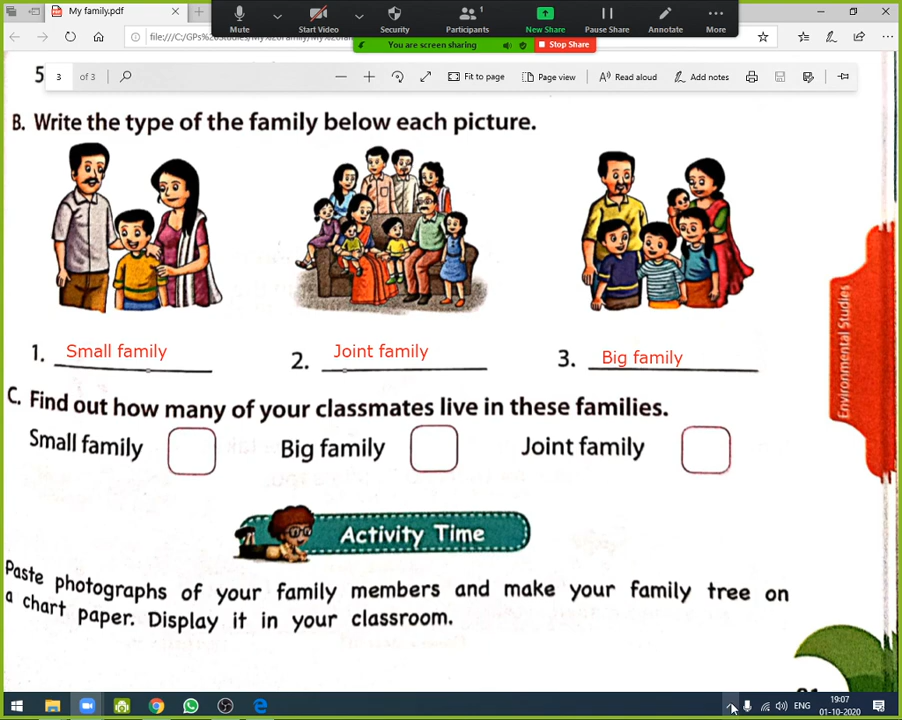 My family.pdf
Mute
Start Video
Security
Participants
1
New Share
Pause Share
Annotate
More
You are screen sharing
Stop Share
5
3 of 3
Fit to page
Page view
Read aloud
Add notes
B. Write the type of the family below each picture.
1. Small family
2. Joint family
3. Big family
C. Find out how many of your classmates live in these families.
Small family
Big family
Joint family
Environmental Studies
Activity Time
Paste photographs of your family members and make your family tree on
a chart paper. Display it in your classroom.
ENG
19:07
01-10-2020